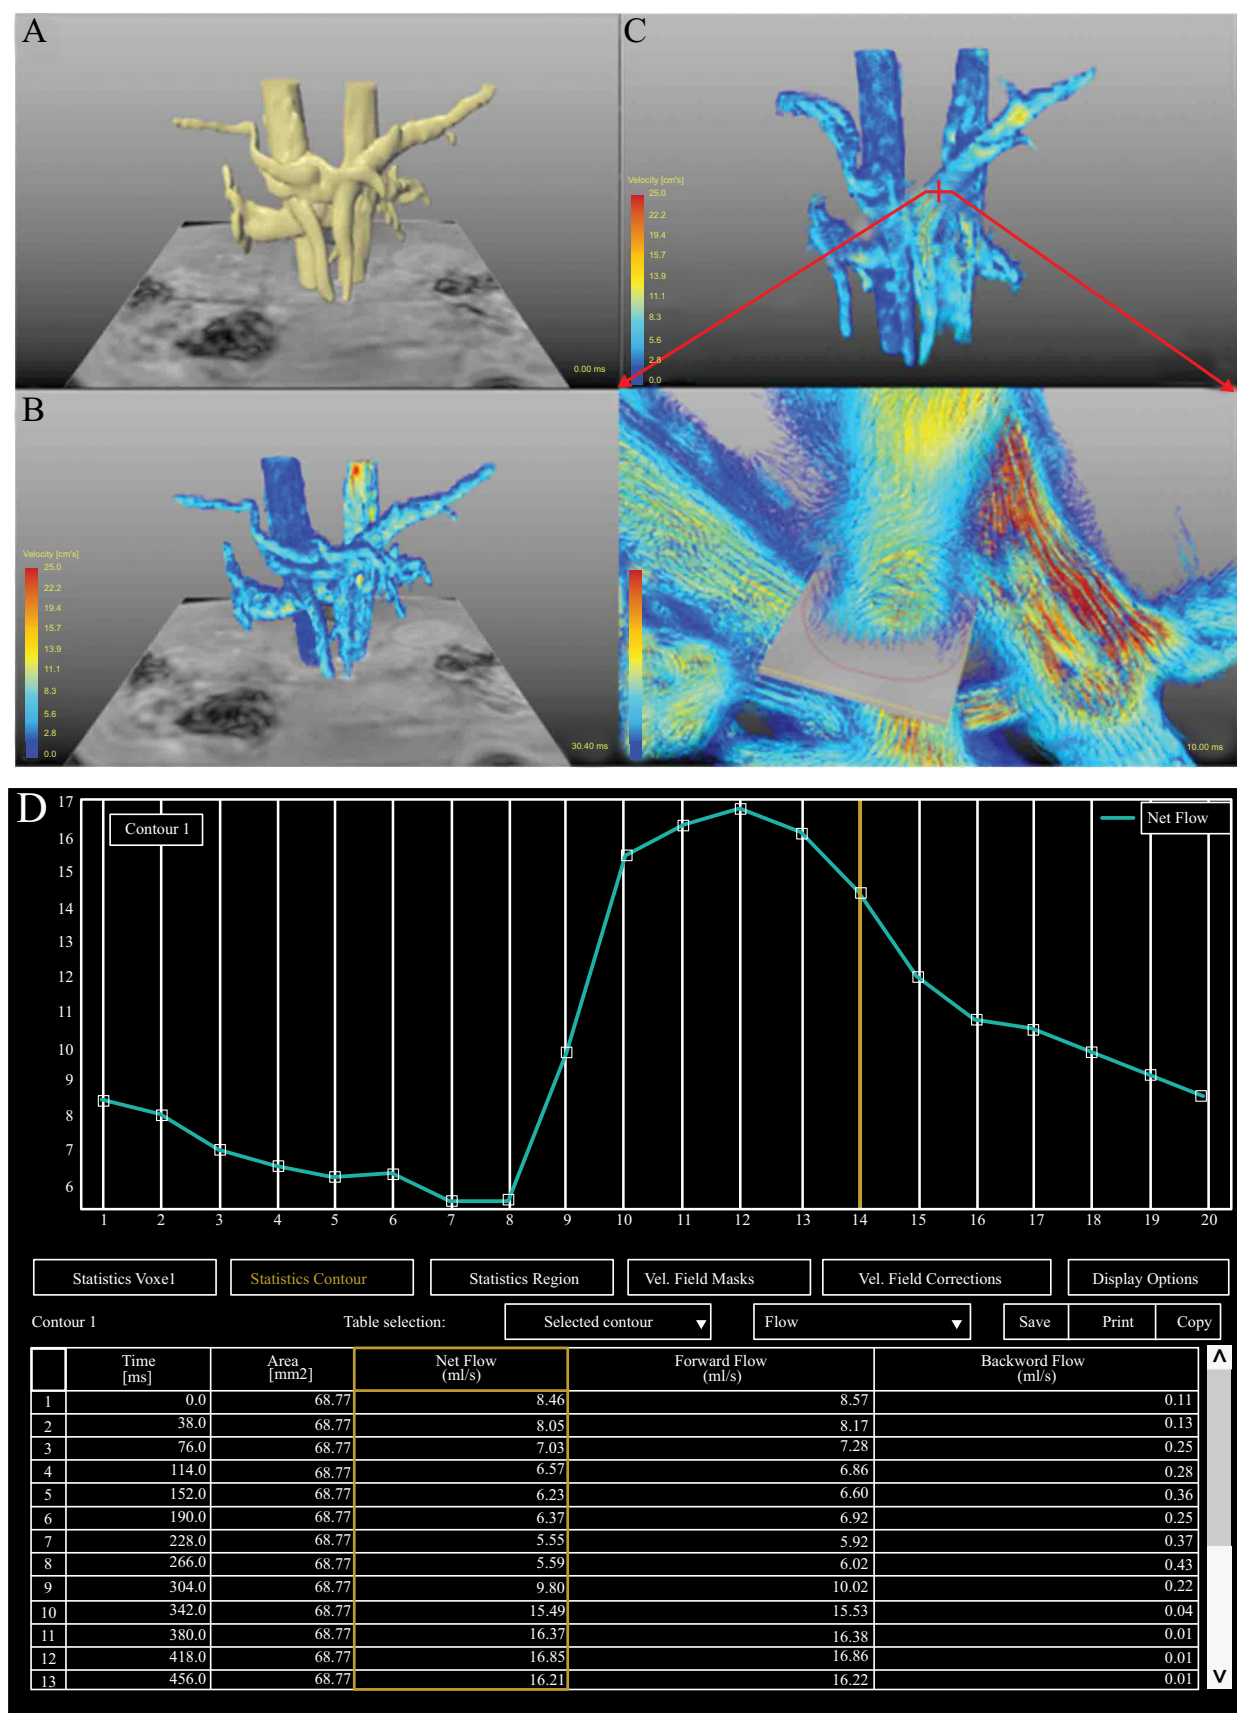 A
0.00 ms
B
Velocity [cm's]
25.0
22.2
19.4
15.7
13.9
11.1
8.3
5.6
2.8
0.0
30.40 ms
C
Velocity [cm's]
25.0
22.2
19.4
15.7
13.9
11.1
8.3
5.6
2.8
0.0
10.00 ms
D
Contour 1
Net Flow
17
16
15
14
13
12
11
10
9
8
7
6
1 2 3 4 5 6 7 8 9 10 11 12 13 14 15 16 17 18 19 20
Statistics Voxe1 Statistics Contour Statistics Region Vel. Field Masks Vel. Field Corrections Display Options
Contour 1 Table selection: Selected contour Flow Save Print Copy
Time Area Net Flow Forward Flow Backword Flow
[ms] [mm2] (ml/s) (ml/s) (ml/s)
1 0.0 68.77 8.46 8.57 0.11
2 38.0 68.77 8.05 8.17 0.13
3 76.0 68.77 7.03 7.28 0.25
4 114.0 68.77 6.57 6.86 0.28
5 152.0 68.77 6.23 6.60 0.36
6 190.0 68.77 6.37 6.92 0.25
7 228.0 68.77 5.55 5.92 0.37
8 266.0 68.77 5.59 6.02 0.43
9 304.0 68.77 9.80 10.02 0.22
10 342.0 68.77 15.49 15.53 0.04
11 380.0 68.77 16.37 16.38 0.01
12 418.0 68.77 16.85 16.86 0.01
13 456.0 68.77 16.21 16.22 0.01